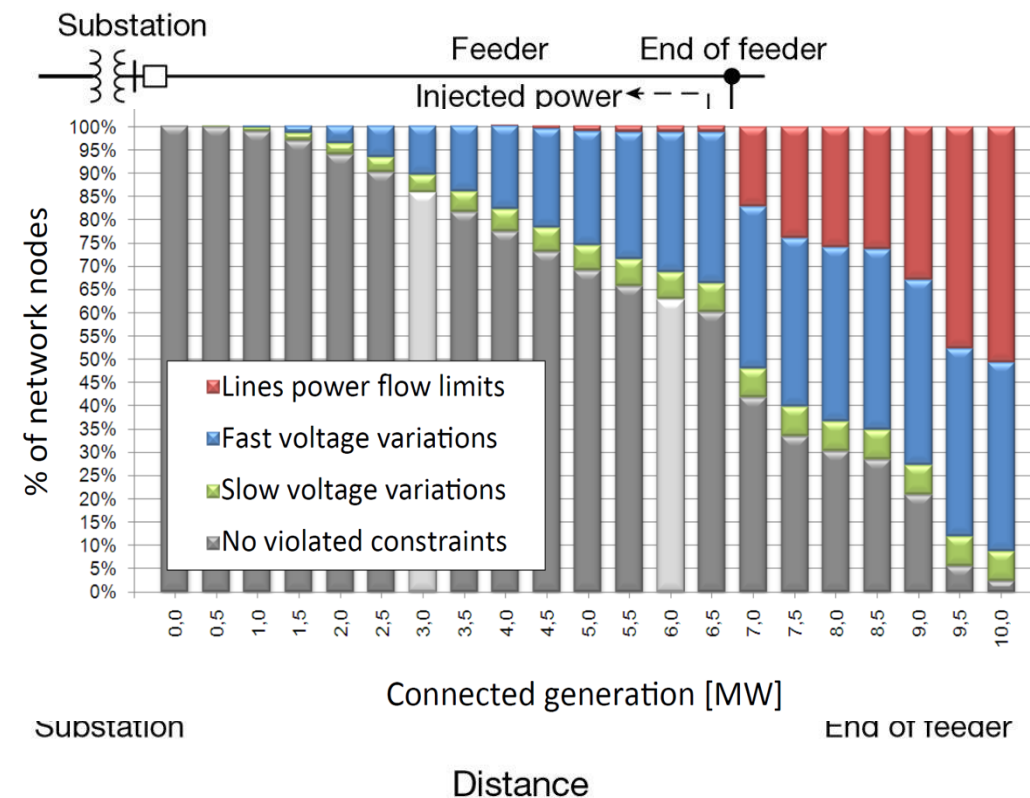 Substation
Feeder
End of feeder
Injected power
100%
95%
90%
85%
80%
75%
70%
65%
60%
55%
50%
45%
40%
35%
30%
25%
20%
15%
10%
5%
0%
% of network nodes
Lines power flow limits
Fast voltage variations
Slow voltage variations
No violated constraints
0,0 0,5 1,0 1,5 2,0 2,5 3,0 3,5 4,0 4,5 5,0 5,5 6,0 6,5 7,0 7,5 8,0 8,5 9,0 9,5 10,0
Connected generation [MW]
Substation
End of feeder
Distance